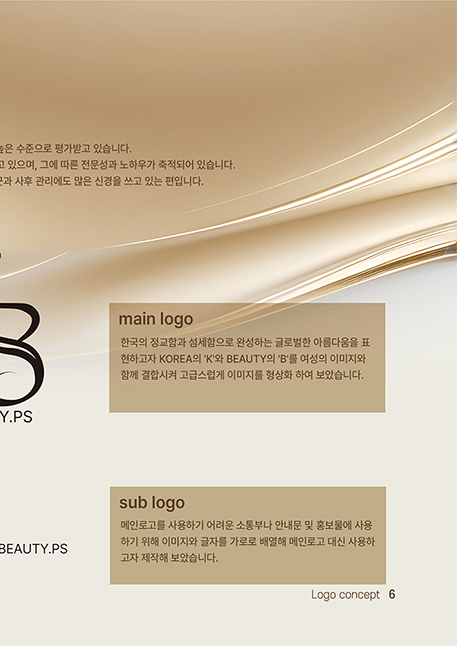 높은 수준으로 평가받고 있습니다.
고 있으며, 그에 따른 전문성과 노하우가 축적되어 있습니다.
과 사후 관리에도 많은 신경을 쓰고 있는 편입니다.
main logo
한국의 정교함과 섬세함으로 완성하는 글로벌한 아름다움을 표
현하고자 KOREA의 'K'와 BEAUTY의 'B'를 여성의 이미지와
함께 결합시켜 고급스럽게 이미지를 형상화 하여 보았습니다.
Y.PS
sub logo
메인로고를 사용하기 어려운 소통부나 안내문 및 홍보물에 사용
하기 위해 이미지와 글자를 가로로 배열해 메인로고 대신 사용하
고자 제작해 보았습니다.
BEAUTY.PS
Logo concept 6